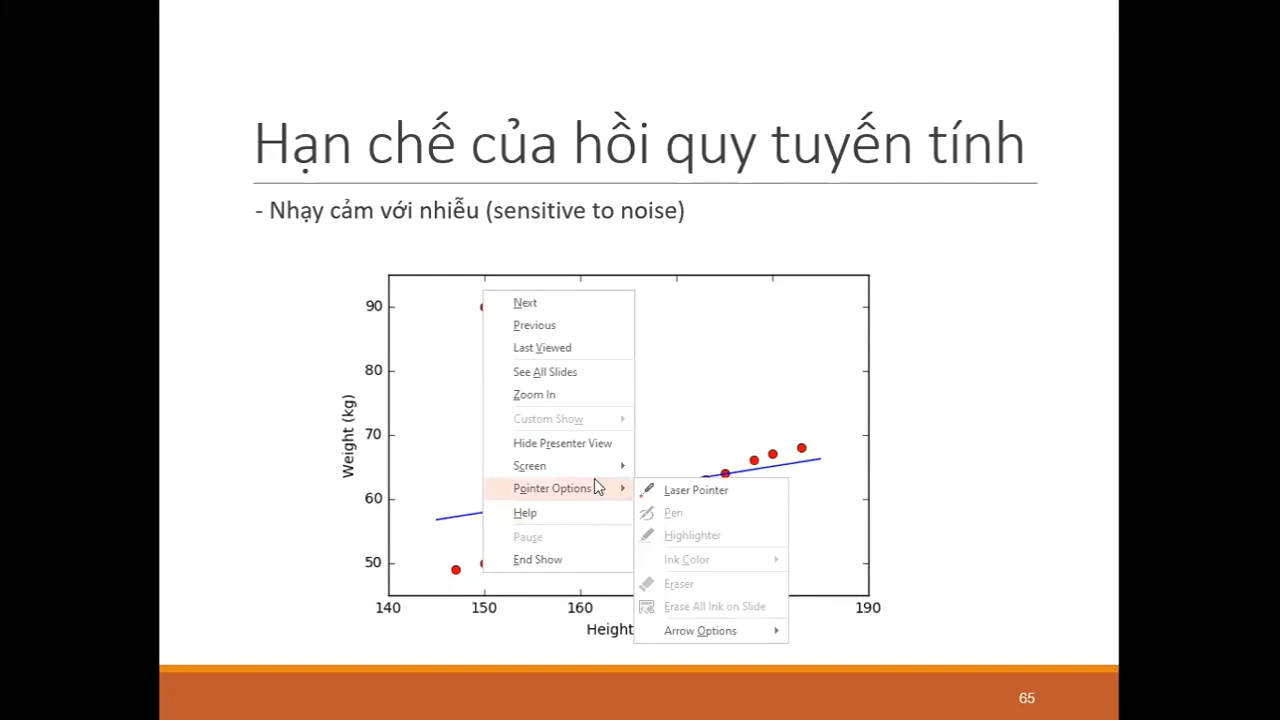 Hạn chế của hồi quy tuyến tính
- Nhạy cảm với nhiễu (sensitive to noise)
90
80
70
60
50
Weight (kg)
140
150
160
190
Height
Next
Previous
Last Viewed
See All Slides
Zoom In
Custom Show
Hide Presenter View
Screen
Pointer Options
Help
Pause
End Show
Laser Pointer
Pen
Highlighter
Ink Color
Eraser
Erase All Ink on Slide
Arrow Options
65